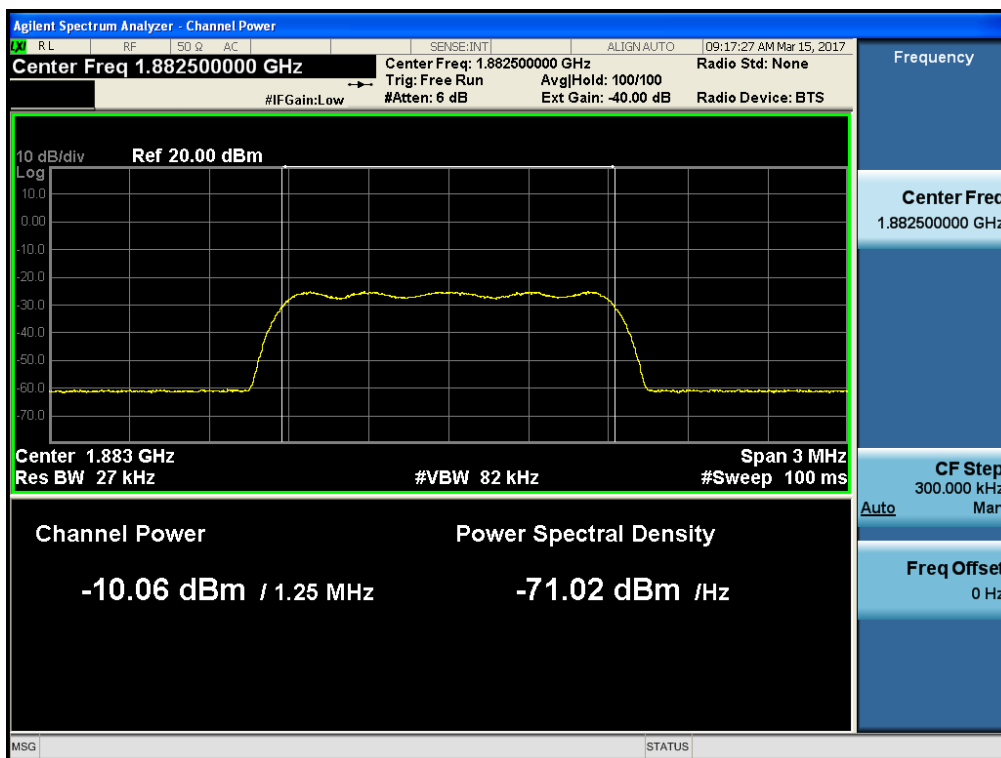 Agilent Spectrum Analyzer - Channel Power
LXI RL RF 50 Ω AC SENSE:INT ALIGN AUTO 09:17:27 AM Mar 15, 2017
Center Freq 1.882500000 GHz
Center Freq: 1.882500000 GHz Radio Std: None
Trig: Free Run Avg|Hold: 100/100
#IFGain:Low #Atten: 6 dB Ext Gain: -40.00 dB Radio Device: BTS
10 dB/div Ref 20.00 dBm
Log
10.0
0.00
-10.0
-20.0
-30.0
-40.0
-50.0
-60.0
-70.0
Center 1.883 GHz Span 3 MHz
Res BW 27 kHz #VBW 82 kHz #Sweep 100 ms
Channel Power Power Spectral Density
-10.06 dBm / 1.25 MHz -71.02 dBm /Hz
Frequency
Center Freq
1.882500000 GHz
CF Step
300.000 kHz
Auto Man
Freq Offset
0 Hz
MSG STATUS